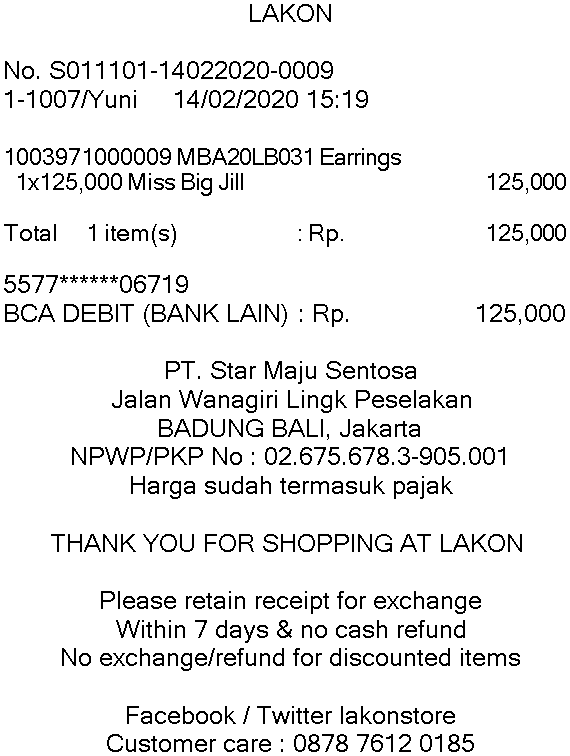 LAKON
No. S011101-14022020-0009
1-1007/Yuni 14/02/2020 15:19
1003971000009 MBA20LB031 Earrings
1x125,000 Miss Big Jill 125,000
Total 1 item(s) : Rp. 125,000
5577******06719
BCA DEBIT (BANK LAIN) : Rp. 125,000
PT. Star Maju Sentosa
Jalan Wanagiri Lingk Peselakan
BADUNG BALI, Jakarta
NPWP/PKP No : 02.675.678.3-905.001
Harga sudah termasuk pajak
THANK YOU FOR SHOPPING AT LAKON
Please retain receipt for exchange
Within 7 days & no cash refund
No exchange/refund for discounted items
Facebook / Twitter lakonstore
Customer care : 0878 7612 0185